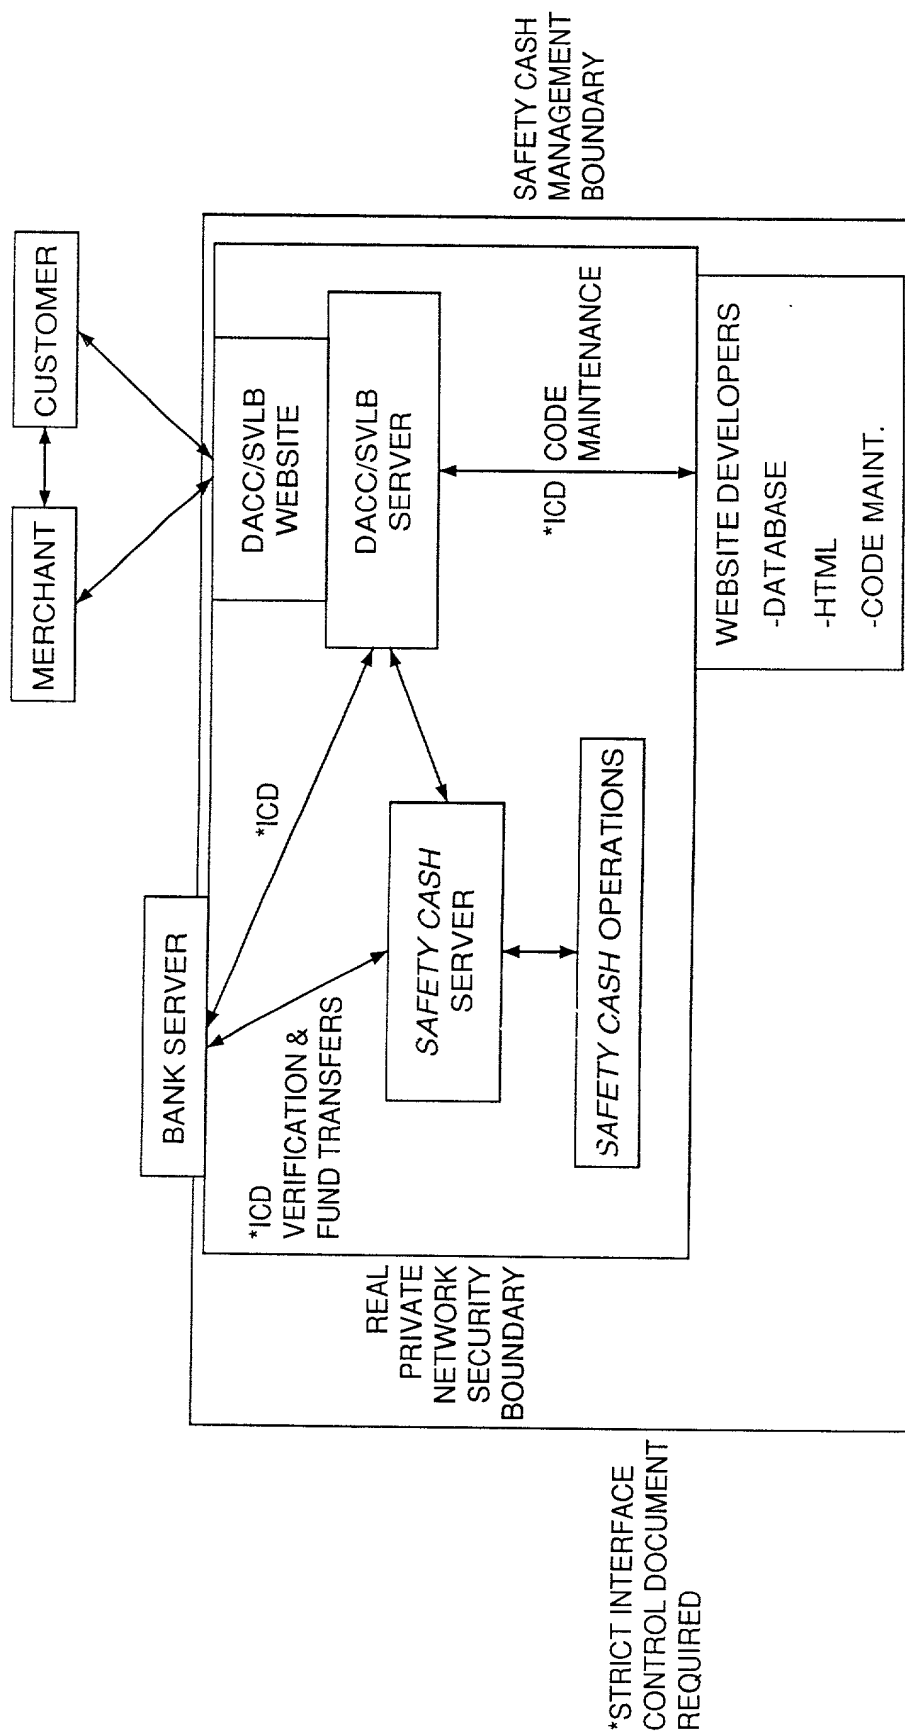 MERCHANT
CUSTOMER
BANK SERVER
*ICD
DACC/SVLB
WEBSITE
DACC/SVLB
SERVER
*ICD
VERIFICATION &
FUND TRANSFERS
SAFETY CASH
SERVER
SAFETY CASH OPERATIONS
*ICD
CODE
MAINTENANCE
WEBSITE DEVELOPERS
-DATABASE
-HTML
-CODE MAINT.
REAL
PRIVATE
NETWORK
SECURITY
BOUNDARY
SAFETY CASH
MANAGEMENT
BOUNDARY
*STRICT INTERFACE
CONTROL DOCUMENT
REQUIRED